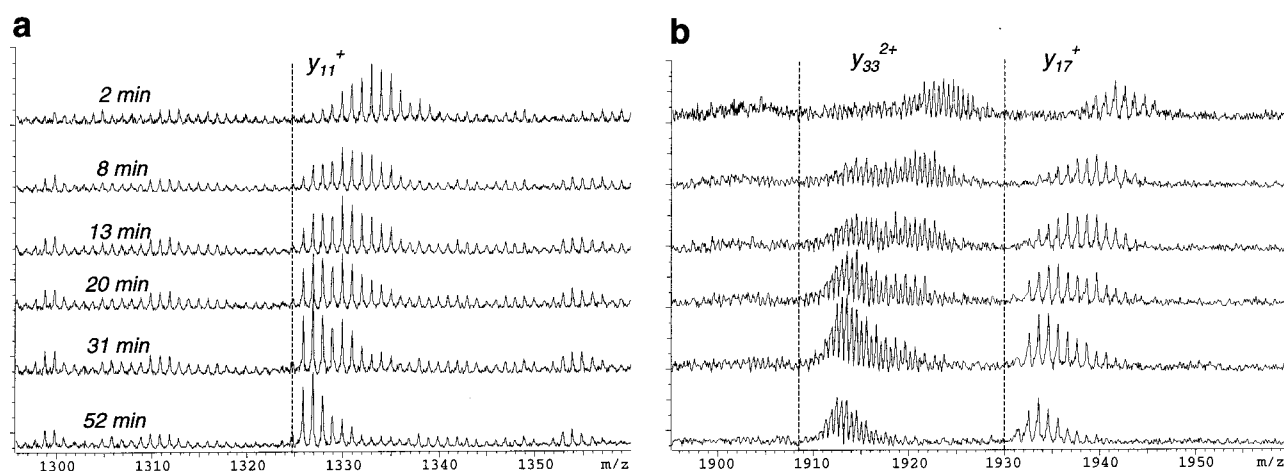 a
b
y11+
y33 2+
y17+
2 min
8 min
13 min
20 min
31 min
52 min
1300 1310 1320 1330 1340 1350 m/z
1900 1910 1920 1930 1940 1950 m/z